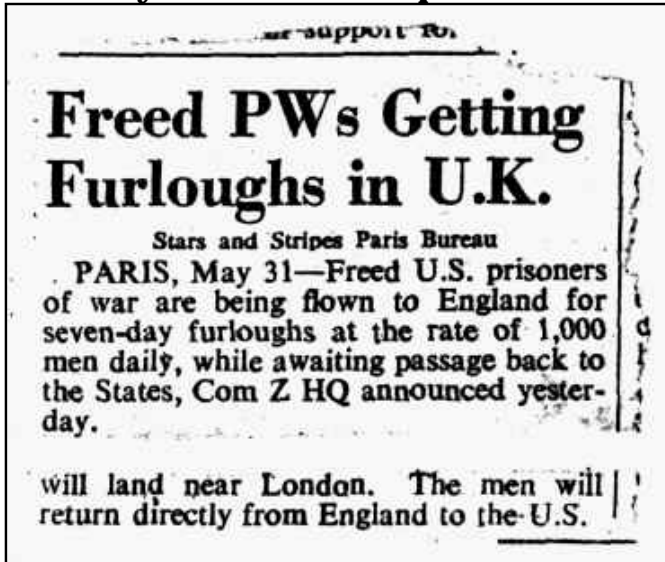 support for
Freed PWs Getting
Furloughs in U.K.
Stars and Stripes Paris Bureau
PARIS, May 31—Freed U.S. prisoners
of war are being flown to England for
seven-day furloughs at the rate of 1,000
men daily, while awaiting passage back to
the States, Com Z HQ announced yester-
day.
will land near London. The men will
return directly from England to the U.S.